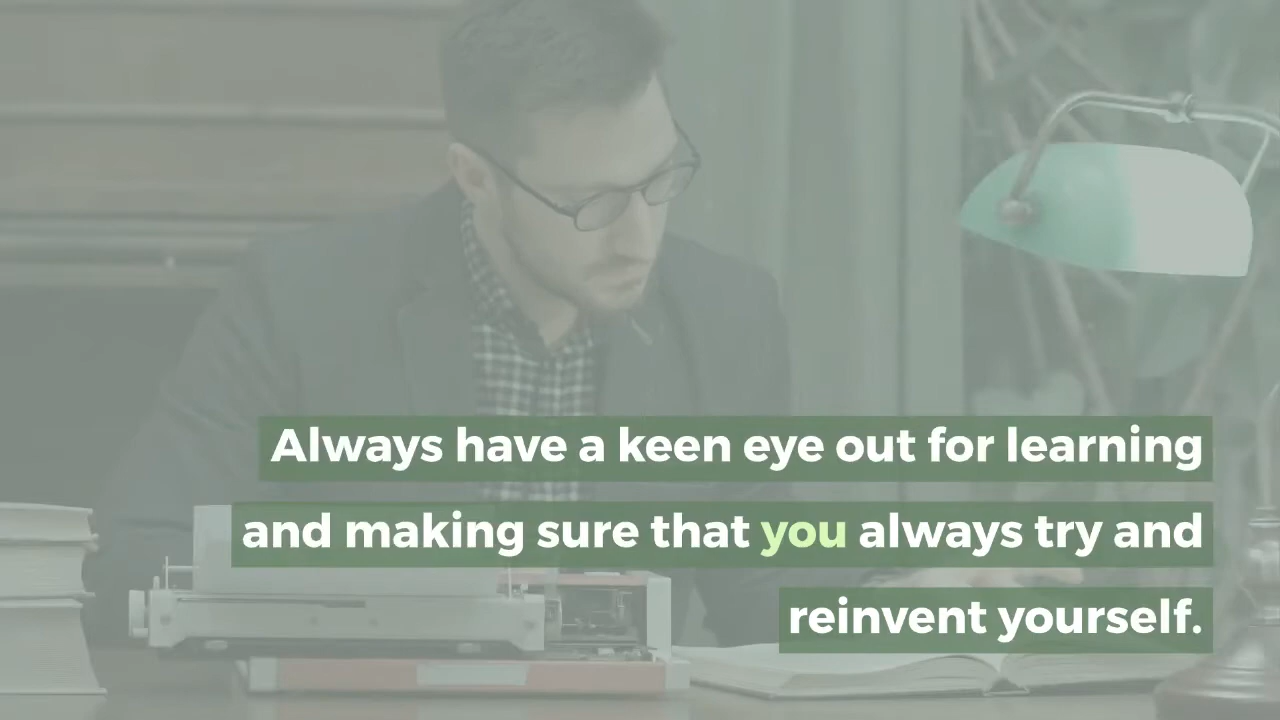 Always have a keen eye out for learning
and making sure that you always try and
reinvent yourself.